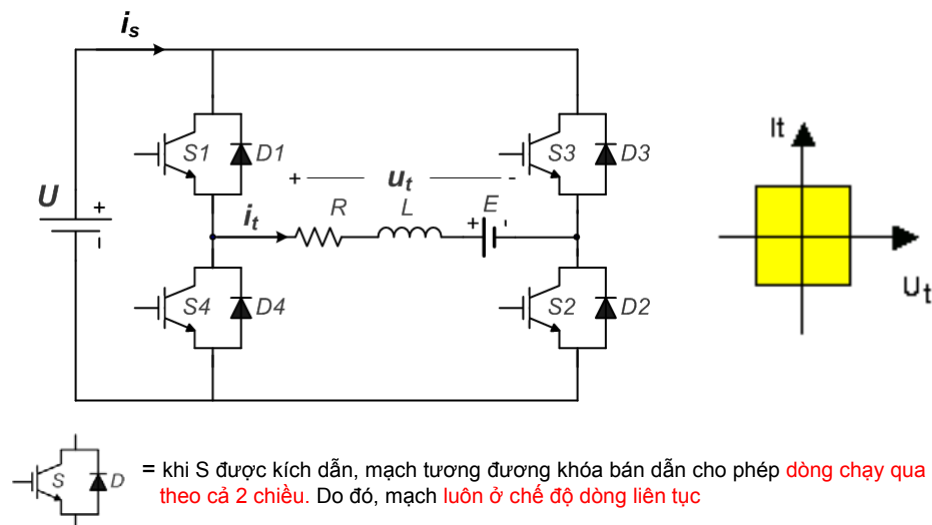 i_s
S1 D1 S3 D3
+ u_t -
U + R L E
i_t + '
-
S4 D4 S2 D2
It
U_t
S D = khi S được kích dẫn, mạch tương đương khóa bán dẫn cho phép dòng chạy qua
theo cả 2 chiều. Do đó, mạch luôn ở chế độ dòng liên tục